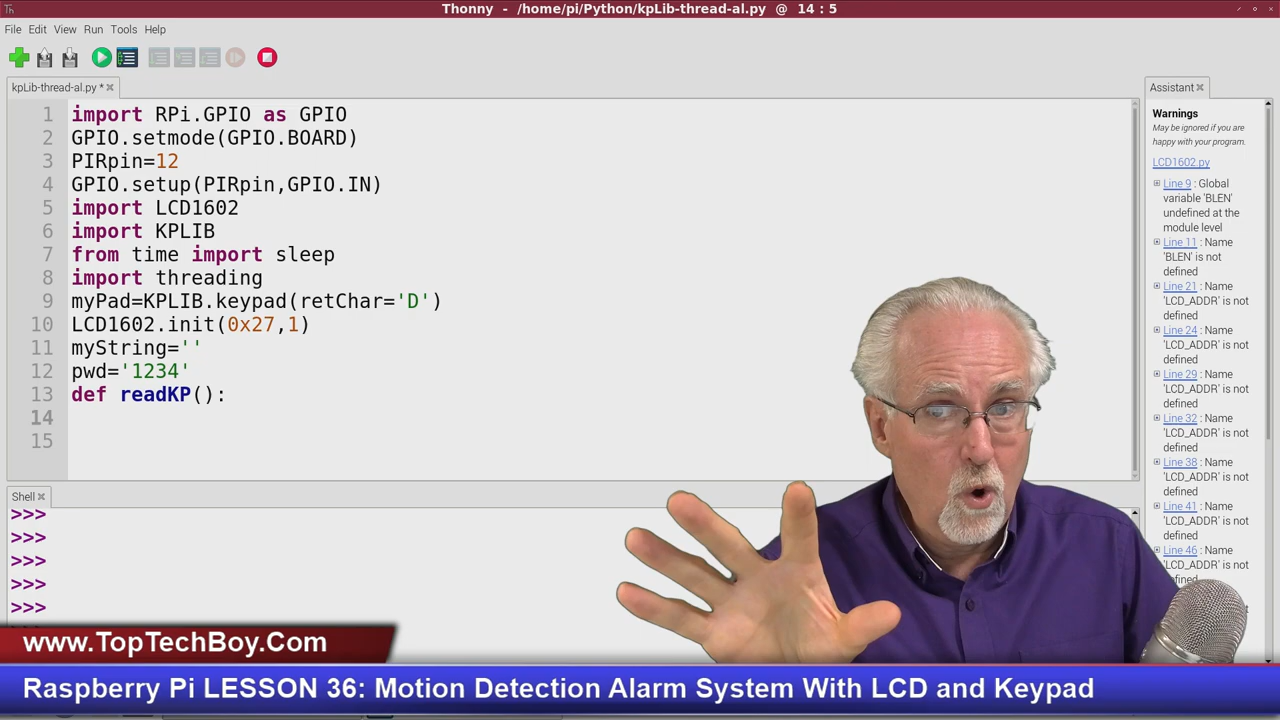 Thonny - /home/pi/Python/kpLib-thread-al.py @ 14 : 5
File Edit View Run Tools Help
kpLib-thread-al.py *
1 import RPi.GPIO as GPIO
2 GPIO.setmode(GPIO.BOARD)
3 PIRpin=12
4 GPIO.setup(PIRpin,GPIO.IN)
5 import LCD1602
6 import KPLIB
7 from time import sleep
8 import threading
9 myPad=KPLIB.keypad(retChar='D')
10 LCD1602.init(0x27,1)
11 myString=''
12 pwd='1234'
13 def readKP():
14
15
Assistant
Warnings
May be ignored if you are
happy with your program.
LCD1602.py
Line 9 : Global
variable 'BLEN'
undefined at the
module level
Line 11 : Name
'BLEN' is not
defined
Line 21 : Name
'LCD_ADDR' is not
defined
Line 24 : Name
'LCD_ADDR' is not
defined
Line 29 : Name
'LCD_ADDR' is not
defined
Line 32 : Name
'LCD_ADDR' is not
defined
Line 38 : Name
'LCD_ADDR' is not
defined
Line 41 : Name
'LCD_ADDR' is not
defined
Line 46 : Name
'LCD_ADDR' is not
Shell
>>>
>>>
>>>
>>>
>>>
www.TopTechBoy.Com
Raspberry Pi LESSON 36: Motion Detection Alarm System With LCD and Keypad